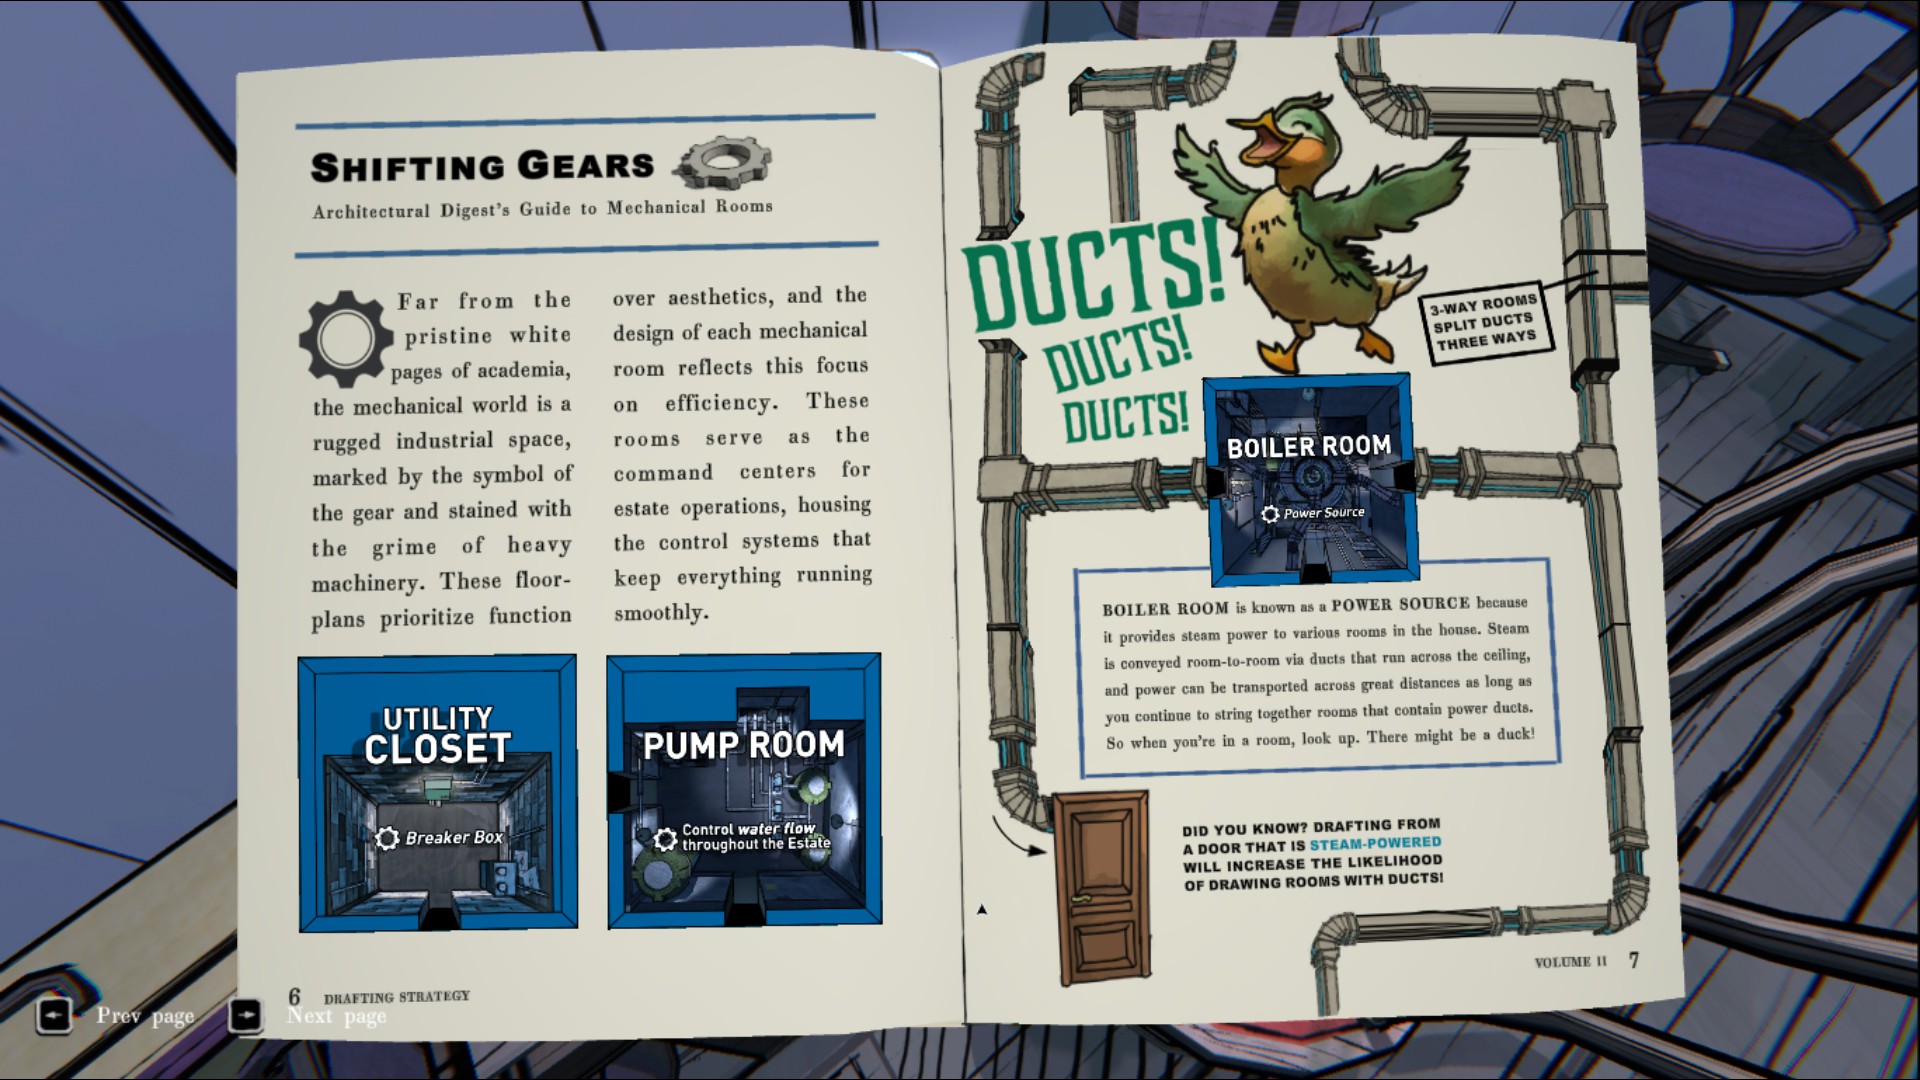 SHIFTING GEARS
Architectural Digest's Guide to Mechanical Rooms
Far from the
pristine white
pages of academia,
the mechanical world is a
rugged industrial space,
marked by the symbol of
the gear and stained with
the grime of heavy
machinery. These floor-
plans prioritize function
over aesthetics, and the
design of each mechanical
room reflects this focus
on efficiency. These
rooms serve as the
command centers for
estate operations, housing
the control systems that
keep everything running
smoothly.
UTILITY
CLOSET
Breaker Box
PUMP ROOM
Control water flow
throughout the Estate
6 DRAFTING STRATEGY
Prev page
Next page
DUCTS!
DUCTS!
DUCTS!
3-WAY ROOMS
SPLIT DUCTS
THREE WAYS
BOILER ROOM
Power Source
BOILER ROOM is known as a POWER SOURCE because
it provides steam power to various rooms in the house. Steam
is conveyed room-to-room via ducts that run across the ceiling,
and power can be transported across great distances as long as
you continue to string together rooms that contain power ducts.
So when you're in a room, look up. There might be a duck!
DID YOU KNOW? DRAFTING FROM
A DOOR THAT IS STEAM-POWERED
WILL INCREASE THE LIKELIHOOD
OF DRAWING ROOMS WITH DUCTS!
VOLUME II 7